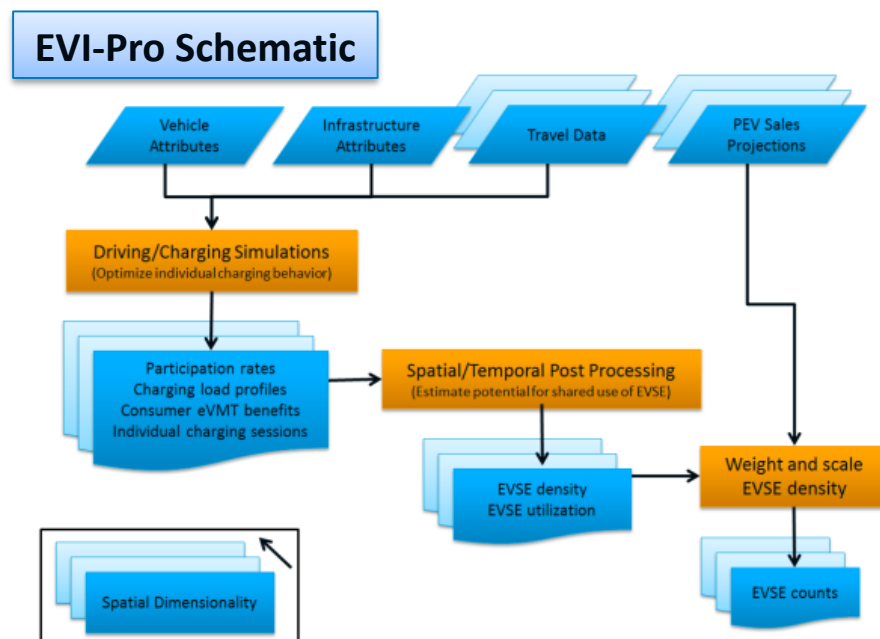 EVI-Pro Schematic
Vehicle
Attributes
Infrastructure
Attributes
Travel Data
PEV Sales
Projections
Driving/Charging Simulations
(Optimize individual charging behavior)
Participation rates
Charging load profiles
Consumer eVMT benefits
Individual charging sessions
Spatial/Temporal Post Processing
(Estimate potential for shared use of EVSE)
EVSE density
EVSE utilization
Weight and scale
EVSE density
EVSE counts
Spatial Dimensionality